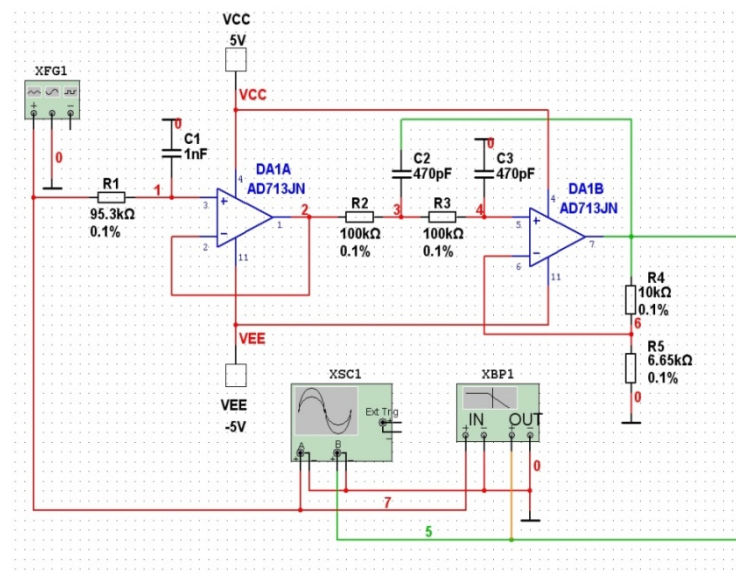 VCC
5V
XFG1
VCC
0
C1
1nF
0
DA1A
AD713JN
R1
95.3kΩ
0.1%
1
3
2
4
11
1
2
R2
100kΩ
0.1%
3
C2
470pF
R3
100kΩ
0.1%
4
0
C3
470pF
DA1B
AD713JN
4
5
6
7
11
R4
10kΩ
0.1%
6
R5
6.65kΩ
0.1%
0
VEE
VEE
-5V
XSC1
Ext Trig
A
B
XBP1
IN
OUT
0
7
5